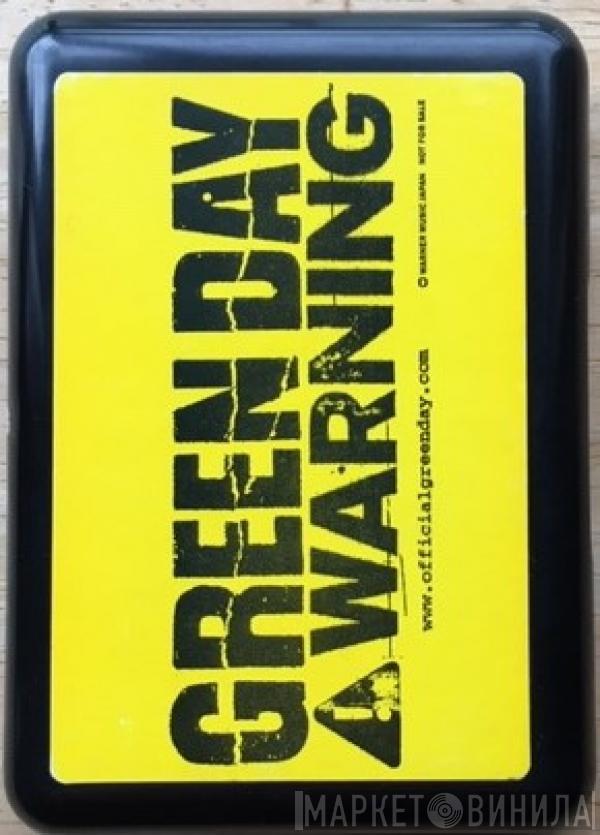 GREEN DAY
WARNING
www.officialgreenday.com
Ⓟ WARNER MUSIC JAPAN NOT FOR SALE
МАРКЕТ ВИНИЛА